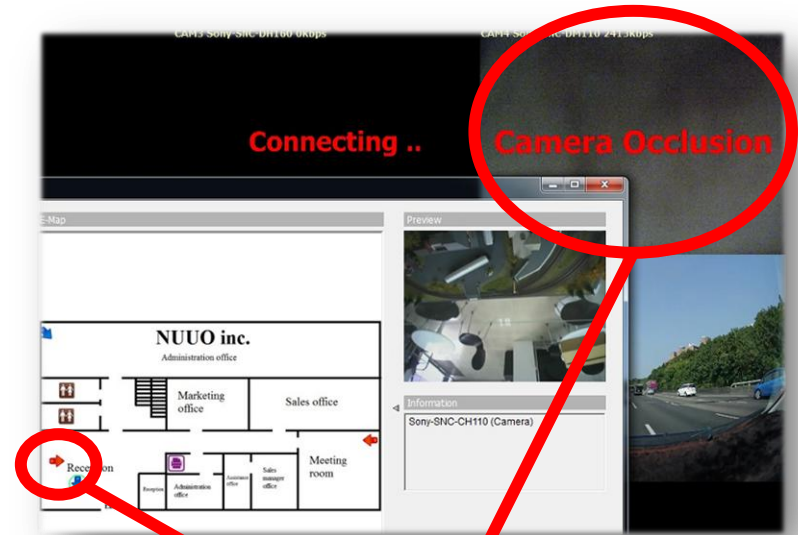 CAM3 Sony-SNC-DH160 0kbps
Connecting ..
Camera Occlusion
E-Map
Preview
NUUO inc.
Administration office
Marketing
office
Sales office
Reception
Reception
Administration
office
Assistance
office
Sales
manager
office
Meeting
room
Information
Sony-SNC-CH110 (Camera)